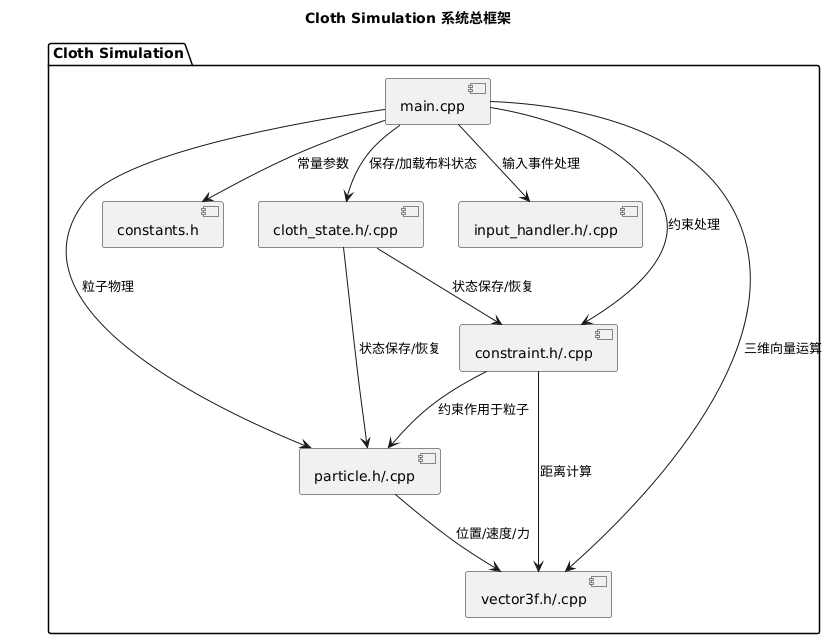 Cloth Simulation 系统总框架
Cloth Simulation
main.cpp
常量参数
保存/加载布料状态
输入事件处理
constants.h
cloth_state.h/.cpp
input_handler.h/.cpp
约束处理
粒子物理
状态保存/恢复
状态保存/恢复
三维向量运算
constraint.h/.cpp
约束作用于粒子
particle.h/.cpp
距离计算
位置/速度/力
vector3f.h/.cpp